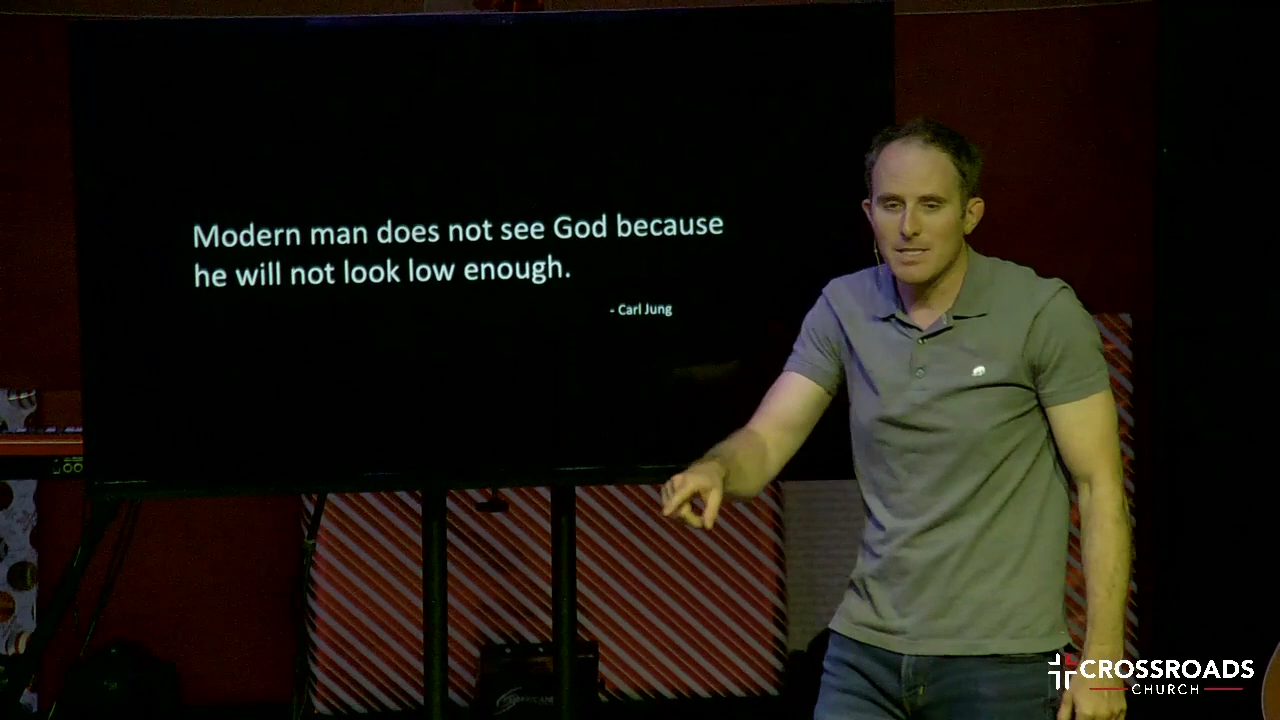 Modern man does not see God because
he will not look low enough.
- Carl Jung
CROSSROADS
CHURCH